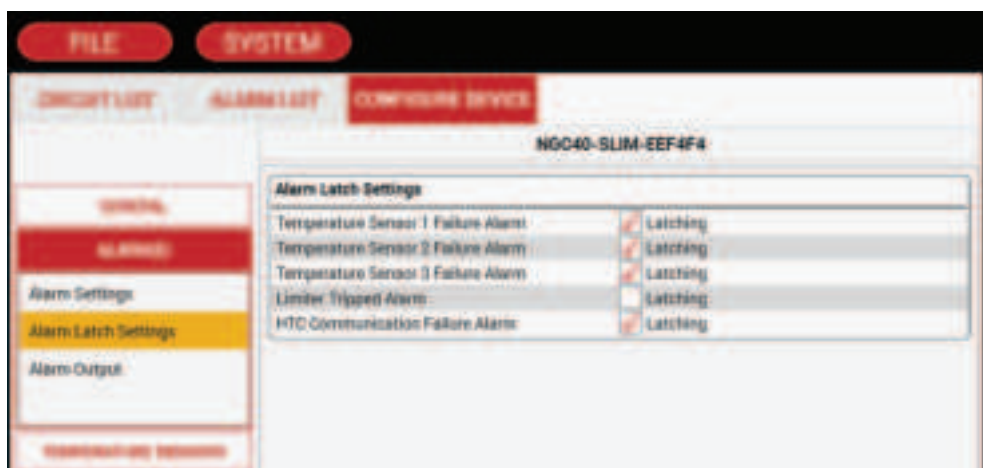 FILE SYSTEM
CIRCUIT LIST ALARM LIST CONFIGURE DEVICE
NGC40-SLIM-EEF4F4
GENERAL
ALARM(S)
Alarm Settings
Alarm Latch Settings
Alarm Output
TEMPERATURE SENSORS
Alarm Latch Settings
Temperature Sensor 1 Failure Alarm Latching
Temperature Sensor 2 Failure Alarm Latching
Temperature Sensor 3 Failure Alarm Latching
Limiter Tripped Alarm Latching
HTC Communication Failure Alarm Latching